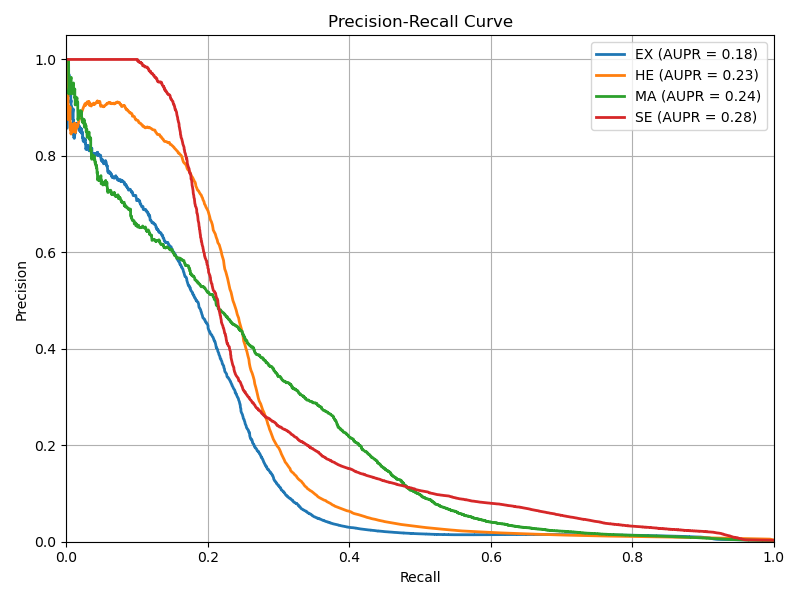 Precision-Recall Curve
EX (AUPR = 0.18)
HE (AUPR = 0.23)
MA (AUPR = 0.24)
SE (AUPR = 0.28)
Precision
1.0
0.8
0.6
0.4
0.2
0.0
0.0 0.2 0.4 0.6 0.8 1.0
Recall